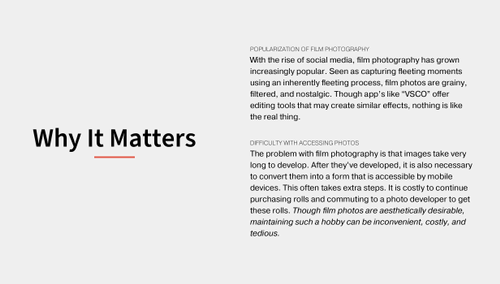 Why It Matters
POPULARIZATION OF FILM PHOTOGRAPHY
With the rise of social media, film photography has grown
increasingly popular. Seen as capturing fleeting moments
using an inherently fleeting process, film photos are grainy,
filtered, and nostalgic. Though app's like "VSCO" offer
editing tools that may create similar effects, nothing is like
the real thing.
DIFFICULTY WITH ACCESSING PHOTOS
The problem with film photography is that images take very
long to develop. After they've developed, it is also necessary
to convert them into a form that is accessible by mobile
devices. This often takes extra steps. It is costly to continue
purchasing rolls and commuting to a photo developer to get
these rolls. Though film photos are aesthetically desirable,
maintaining such a hobby can be inconvenient, costly, and
tedious.